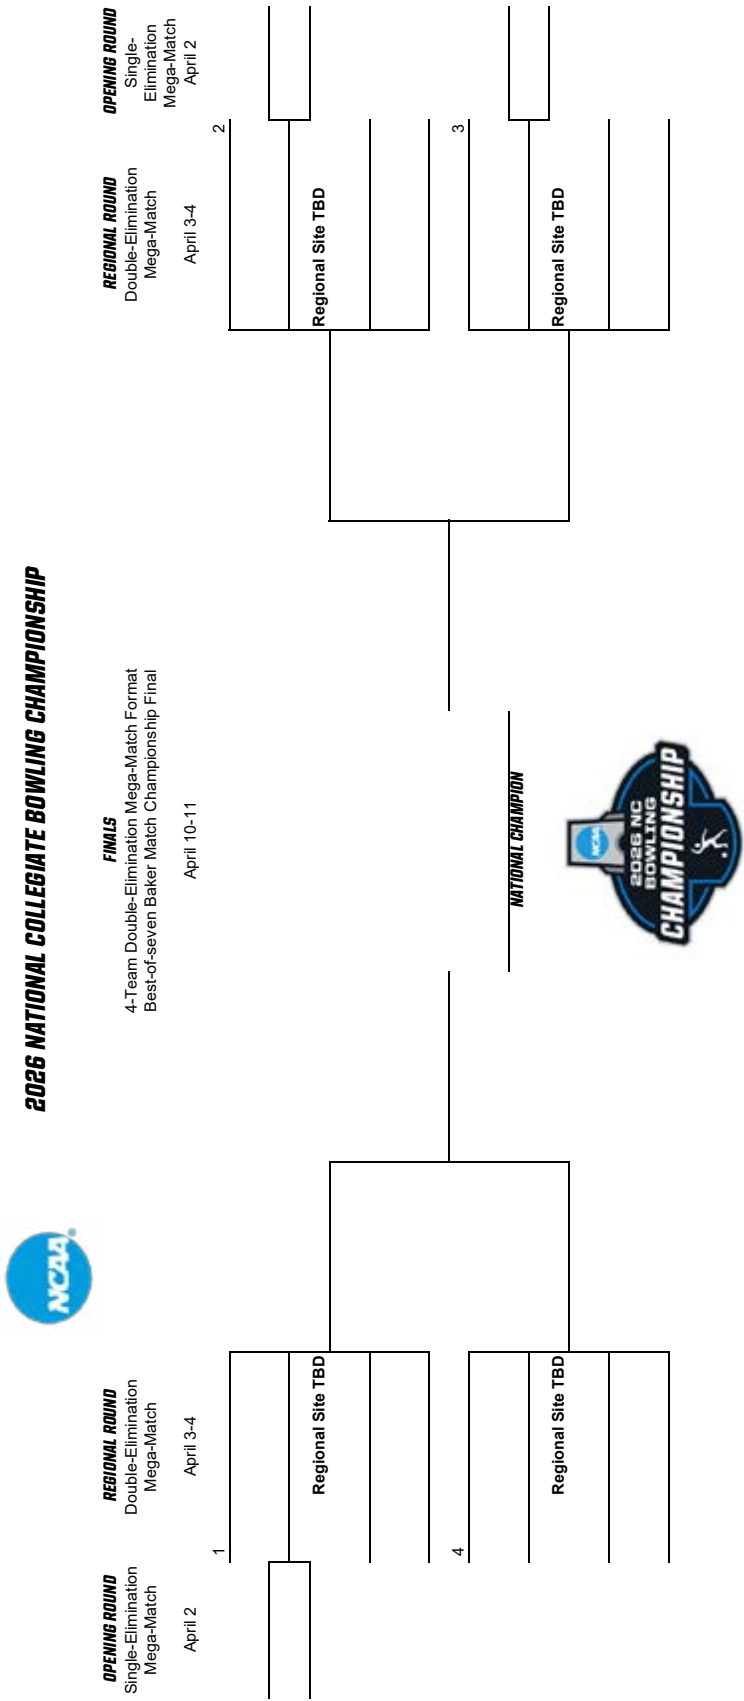 2026 NATIONAL COLLEGIATE BOWLING CHAMPIONSHIP
NCAA®
OPENING ROUND
Single-Elimination
Mega-Match
April 2
REGIONAL ROUND
Double-Elimination
Mega-Match
April 3-4
FINALS
4-Team Double-Elimination Mega-Match Format
Best-of-seven Baker Match Championship Final
April 10-11
REGIONAL ROUND
Double-Elimination
Mega-Match
April 3-4
OPENING ROUND
Single-
Elimination
Mega-Match
April 2
1
Regional Site TBD
4
Regional Site TBD
2
Regional Site TBD
3
Regional Site TBD
NATIONAL CHAMPION
NCAA
2026 NC
BOWLING
CHAMPIONSHIP